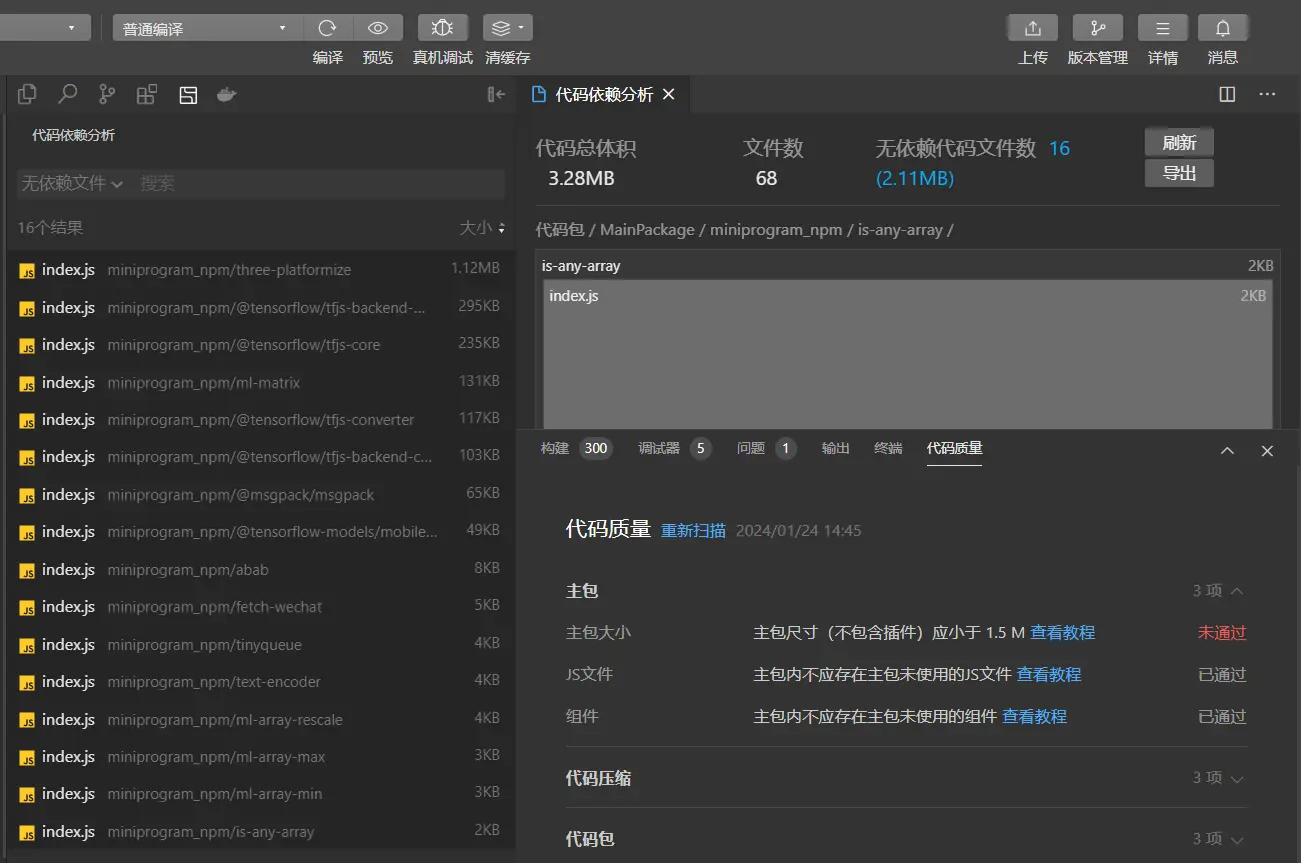 普通编译
编译 预览 真机调试 清缓存
上传 版本管理 详情 消息
代码依赖分析
无依赖文件 搜索
16个结果 大小
index.js miniprogram_npm/three-platformize 1.12MB
index.js miniprogram_npm/@tensorflow/tfjs-backend-... 295KB
index.js miniprogram_npm/@tensorflow/tfjs-core 235KB
index.js miniprogram_npm/ml-matrix 131KB
index.js miniprogram_npm/@tensorflow/tfjs-converter 117KB
index.js miniprogram_npm/@tensorflow/tfjs-backend-c... 103KB
index.js miniprogram_npm/@msgpack/msgpack 65KB
index.js miniprogram_npm/@tensorflow-models/mobile... 49KB
index.js miniprogram_npm/abab 8KB
index.js miniprogram_npm/fetch-wechat 5KB
index.js miniprogram_npm/tinyqueue 4KB
index.js miniprogram_npm/text-encoder 4KB
index.js miniprogram_npm/ml-array-rescale 4KB
index.js miniprogram_npm/ml-array-max 3KB
index.js miniprogram_npm/ml-array-min 3KB
index.js miniprogram_npm/is-any-array 2KB
代码依赖分析
代码总体积 文件数 无依赖代码文件数 16 刷新
3.28MB 68 (2.11MB) 导出
代码包 / MainPackage / miniprogram_npm / is-any-array /
is-any-array 2KB
index.js 2KB
构建 300 调试器 5 问题 1 输出 终端 代码质量
代码质量 重新扫描 2024/01/24 14:45
主包 3 项
主包大小 主包尺寸（不包含插件）应小于 1.5 M 查看教程 未通过
JS文件 主包内不应存在主包未使用的JS文件 查看教程 已通过
组件 主包内不应存在主包未使用的组件 查看教程 已通过
代码压缩 3 项
代码包 3 项